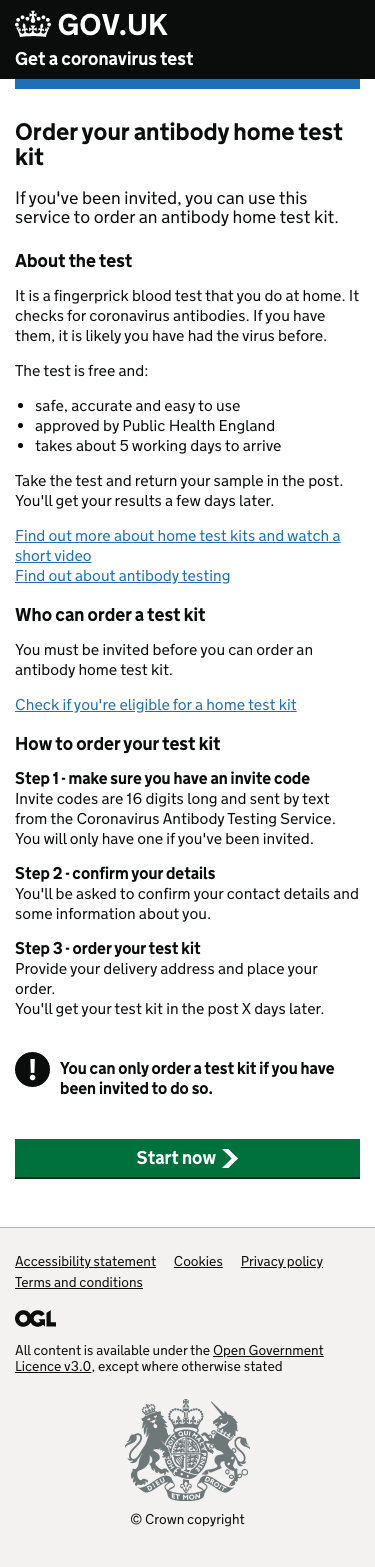 GOV.UK
Get a coronavirus test
Order your antibody home test
kit
If you've been invited, you can use this
service to order an antibody home test kit.
About the test
It is a fingerprick blood test that you do at home. It
checks for coronavirus antibodies. If you have
them, it is likely you have had the virus before.
The test is free and:
• safe, accurate and easy to use
• approved by Public Health England
• takes about 5 working days to arrive
Take the test and return your sample in the post.
You'll get your results a few days later.
Find out more about home test kits and watch a
short video
Find out about antibody testing
Who can order a test kit
You must be invited before you can order an
antibody home test kit.
Check if you're eligible for a home test kit
How to order your test kit
Step 1 - make sure you have an invite code
Invite codes are 16 digits long and sent by text
from the Coronavirus Antibody Testing Service.
You will only have one if you've been invited.
Step 2 - confirm your details
You'll be asked to confirm your contact details and
some information about you.
Step 3 - order your test kit
Provide your delivery address and place your
order.
You'll get your test kit in the post X days later.
! You can only order a test kit if you have
been invited to do so.
Start now
Accessibility statement Cookies Privacy policy
Terms and conditions
OGL
All content is available under the Open Government
Licence v3.0, except where otherwise stated
DIEU ET MON
© Crown copyright